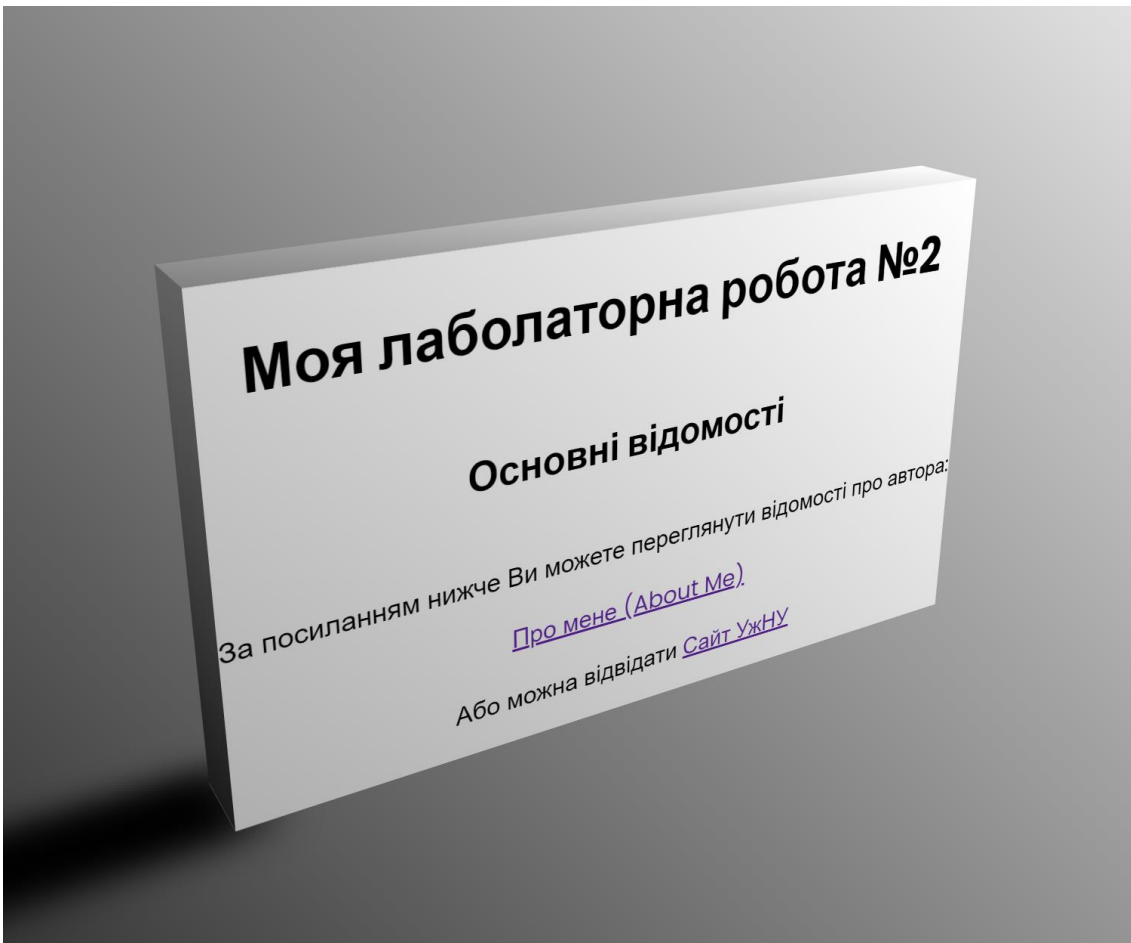 Моя лаболаторна робота №2
Основні відомості
За посиланням нижче Ви можете переглянути відомості про автора:
Про мене (About Me)
Або можна відвідати Сайт УжНУ